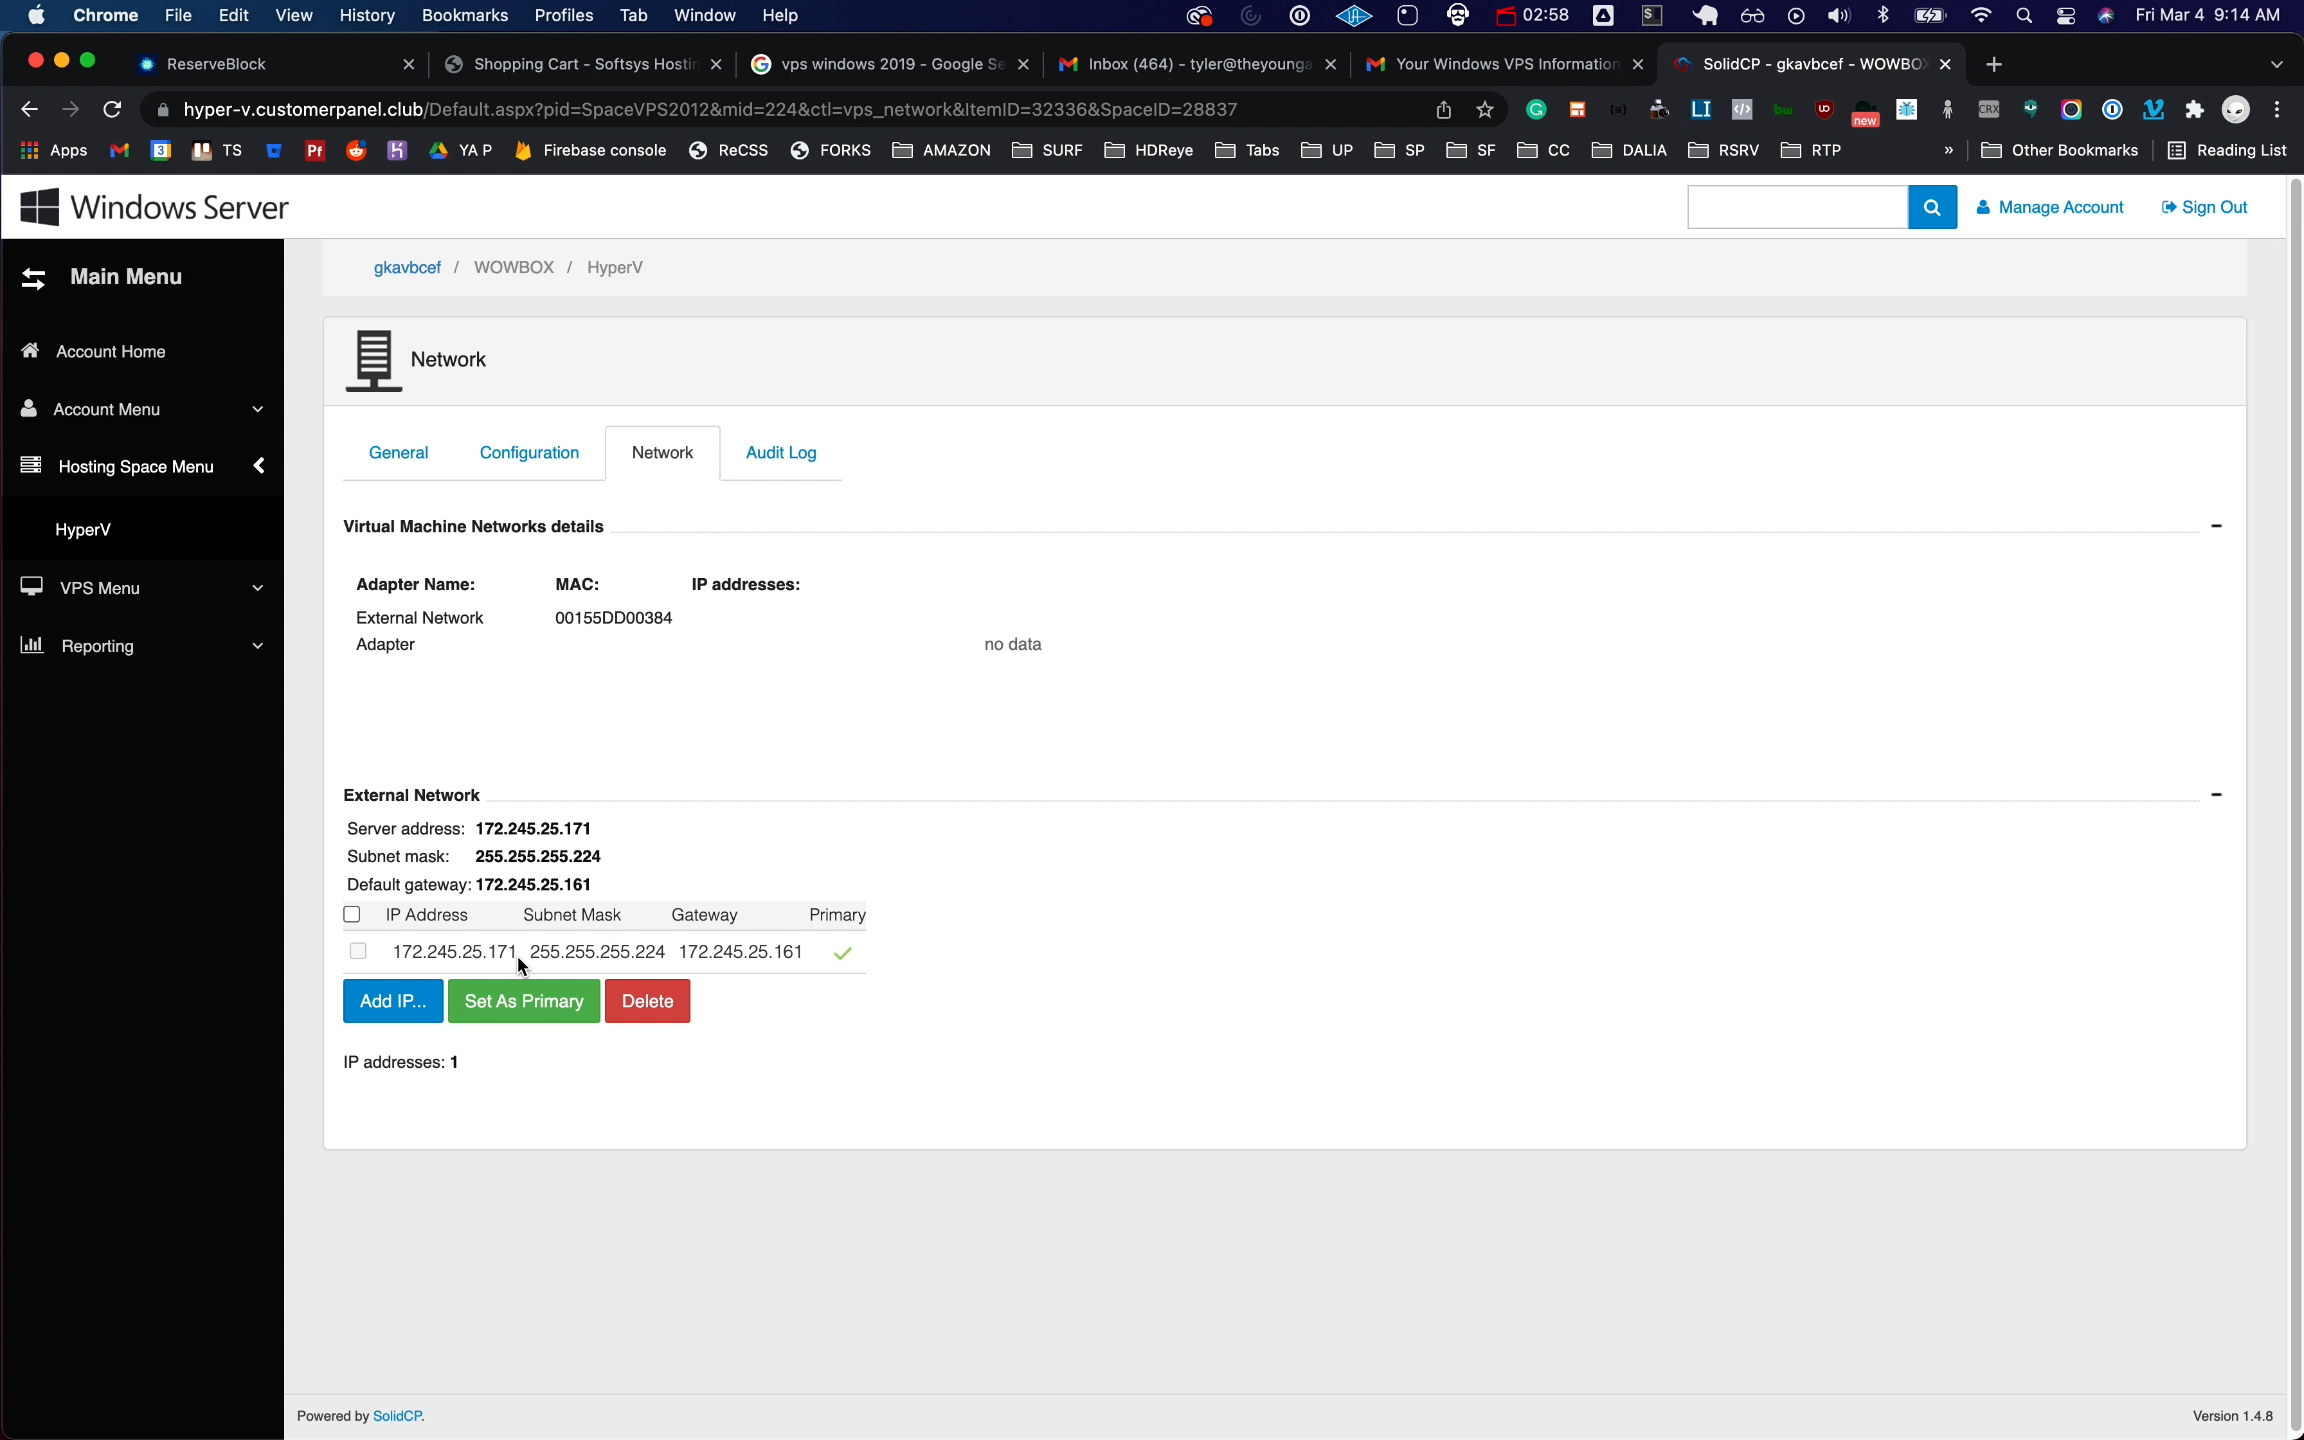 Chrome File Edit View History Bookmarks Profiles Tab Window Help 02:58 Fri Mar 4 9:14 AM
ReserveBlock Shopping Cart - Softsys Hostin vps windows 2019 - Google Se Inbox (464) - tyler@theyounga Your Windows VPS Information SolidCP - gkavbcef - WOWBO
hyper-v.customerpanel.club/Default.aspx?pid=SpaceVPS2012&mid=224&ctl=vps_network&ItemID=32336&SpaceID=28837 LI bw new CRX
Apps 3 TS Pf YA P Firebase console ReCSS FORKS AMAZON SURF HDReye Tabs UP SP SF CC DALIA RSRV RTP » Other Bookmarks Reading List
Windows Server Manage Account Sign Out
Main Menu
Account Home
Account Menu
Hosting Space Menu
HyperV
VPS Menu
Reporting
gkavbcef / WOWBOX / HyperV
Network
General Configuration Network Audit Log
Virtual Machine Networks details
Adapter Name: MAC: IP addresses:
External Network 00155DD00384
Adapter no data
External Network
Server address: 172.245.25.171
Subnet mask: 255.255.255.224
Default gateway: 172.245.25.161
IP Address Subnet Mask Gateway Primary
172.245.25.171 255.255.255.224 172.245.25.161
Add IP... Set As Primary Delete
IP addresses: 1
Powered by SolidCP. Version 1.4.8